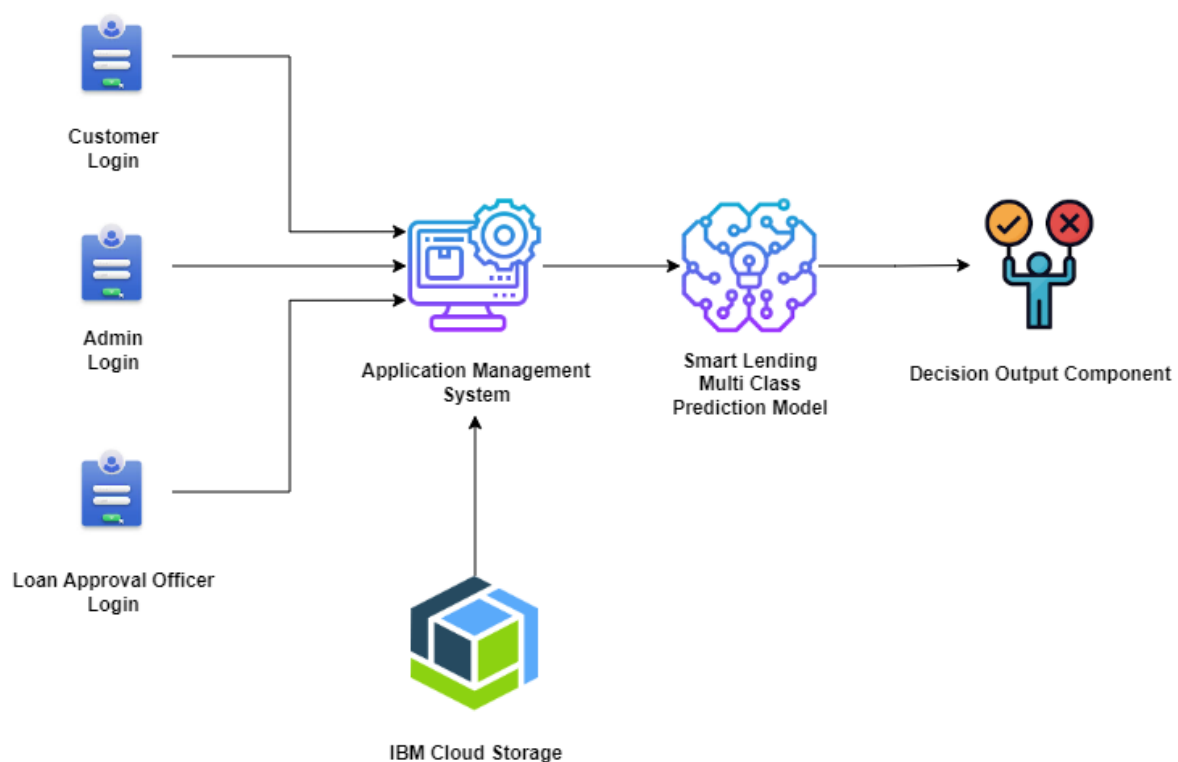 Customer
Login
Admin
Login
Loan Approval Officer
Login
Application Management
System
Smart Lending
Multi Class
Prediction Model
Decision Output Component
IBM Cloud Storage